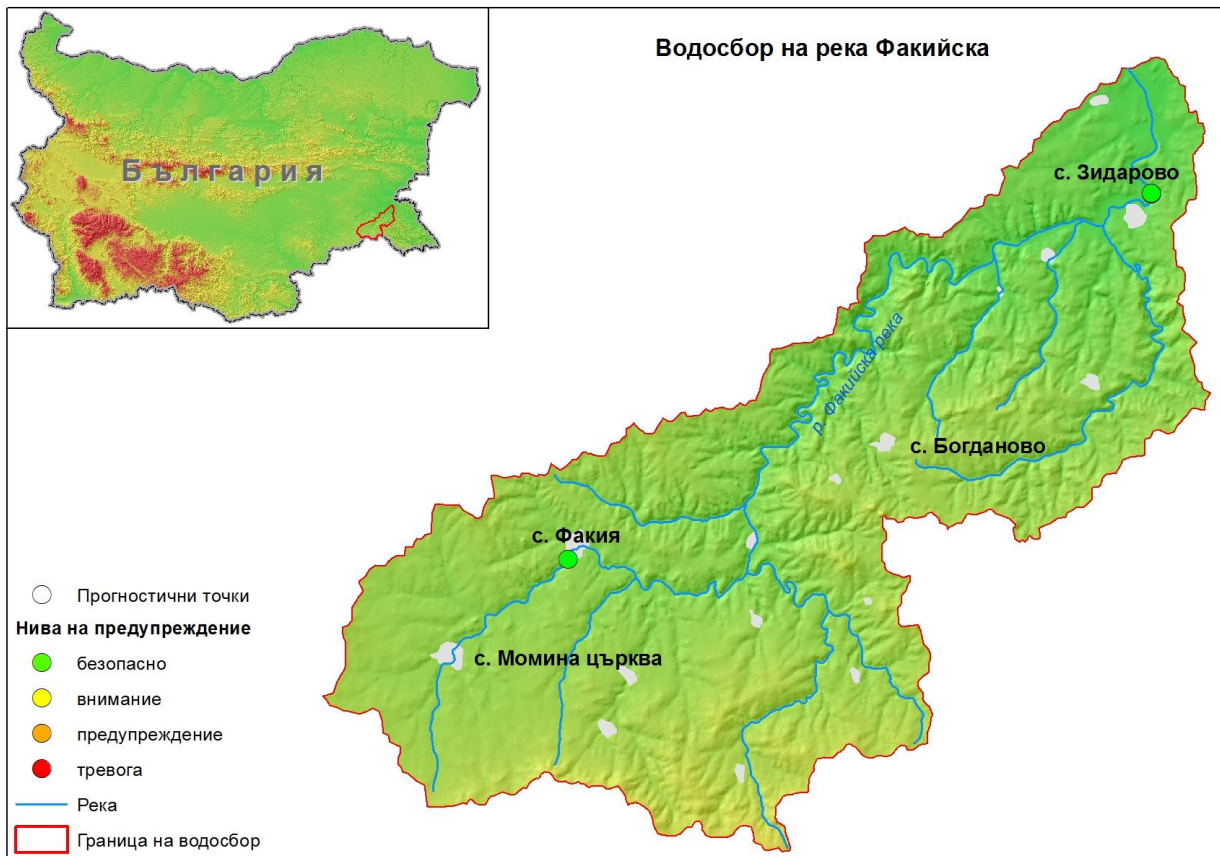 Водосбор на река Факийска
България
с. Зидарово
р. Факийска река
с. Богданово
с. Факия
с. Момина църква
Прогностични точки
Нива на предупреждение
безопасно
внимание
предупреждение
тревога
Река
Граница на водосбор